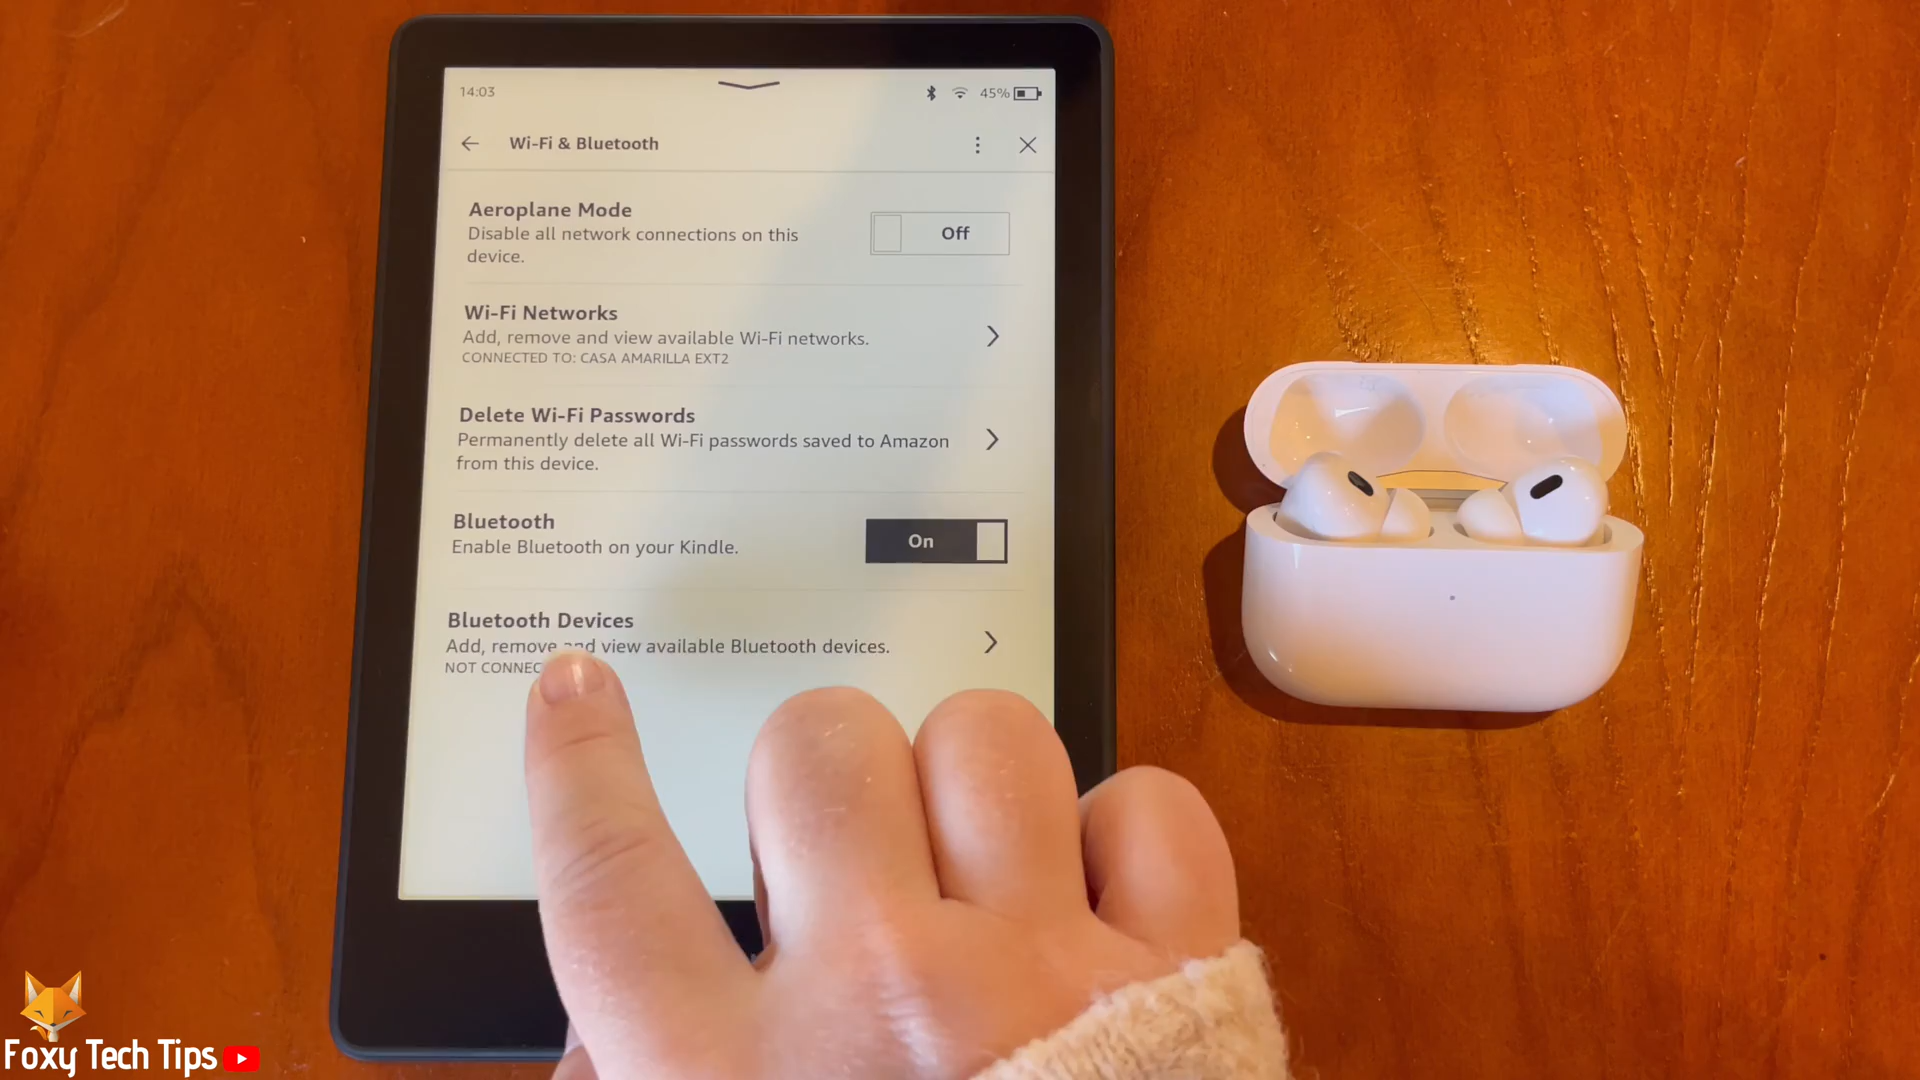 14:03
45%
Wi-Fi & Bluetooth
Aeroplane Mode
Disable all network connections on this
device.
Off
Wi-Fi Networks
Add, remove and view available Wi-Fi networks.
CONNECTED TO: CASA AMARILLA EXT2
Delete Wi-Fi Passwords
Permanently delete all Wi-Fi passwords saved to Amazon
from this device.
Bluetooth
Enable Bluetooth on your Kindle.
On
Bluetooth Devices
Add, remove and view available Bluetooth devices.
NOT CONNEC
Foxy Tech Tips